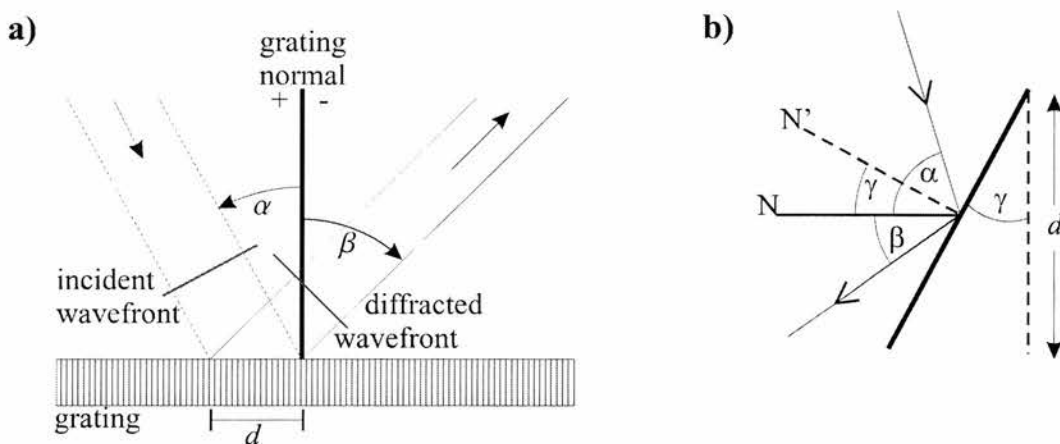 a)
grating
normal
+ -
α
β
incident
wavefront
diffracted
wavefront
grating
d
b)
N'
γ
α
N
β
γ
d